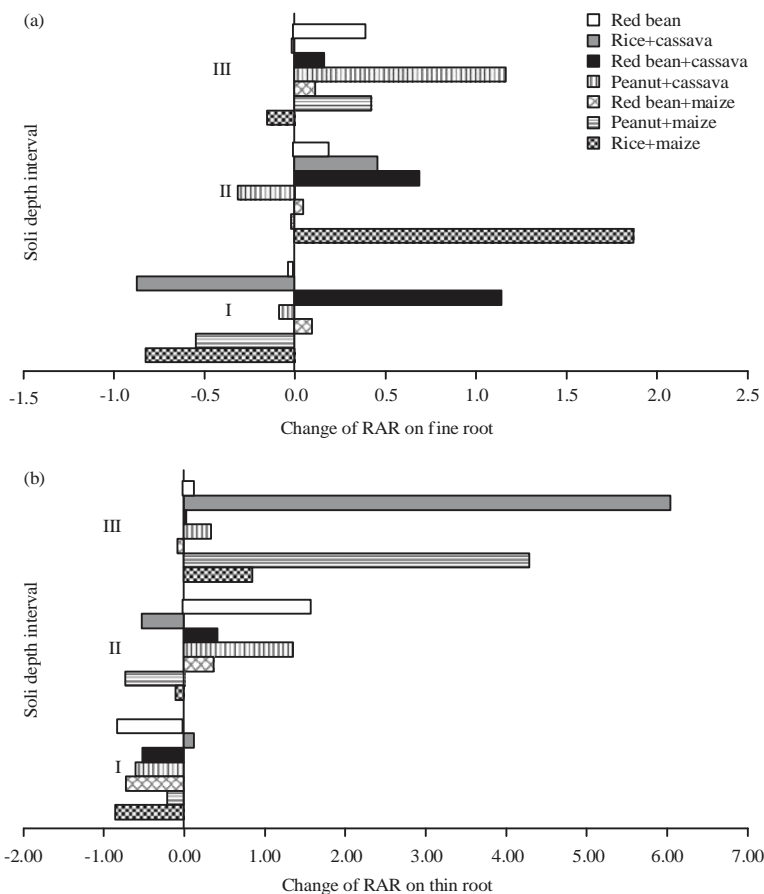 (a)
Red bean
Rice+cassava
Red bean+cassava
Peanut+cassava
Red bean+maize
Peanut+maize
Rice+maize
III
II
I
Soli depth interval
-1.5 -1.0 -0.5 0.0 0.5 1.0 1.5 2.0 2.5
Change of RAR on fine root
(b)
III
II
I
Soli depth interval
-2.00 -1.00 0.00 1.00 2.00 3.00 4.00 5.00 6.00 7.00
Change of RAR on thin root